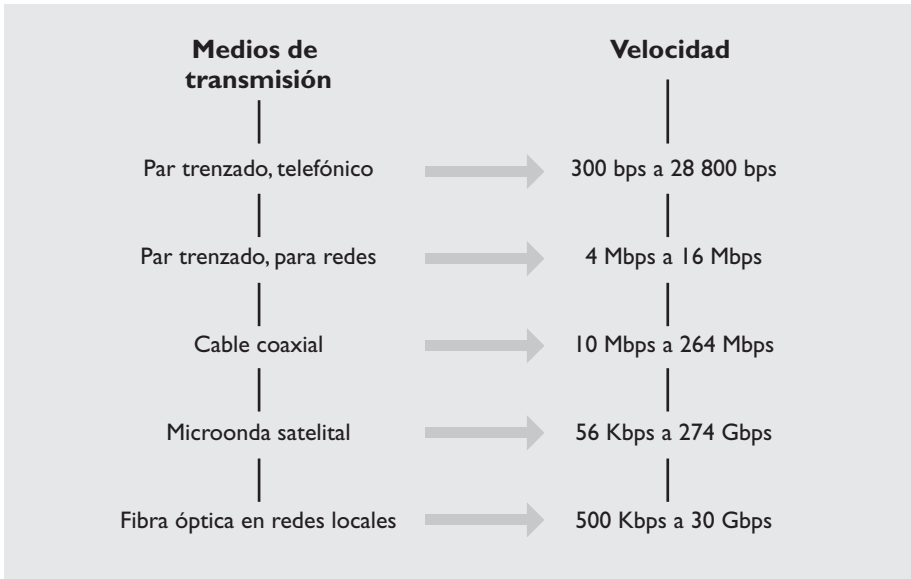 Medios de
transmisión
Velocidad
Par trenzado, telefónico
300 bps a 28 800 bps
Par trenzado, para redes
4 Mbps a 16 Mbps
Cable coaxial
10 Mbps a 264 Mbps
Microonda satelital
56 Kbps a 274 Gbps
Fibra óptica en redes locales
500 Kbps a 30 Gbps